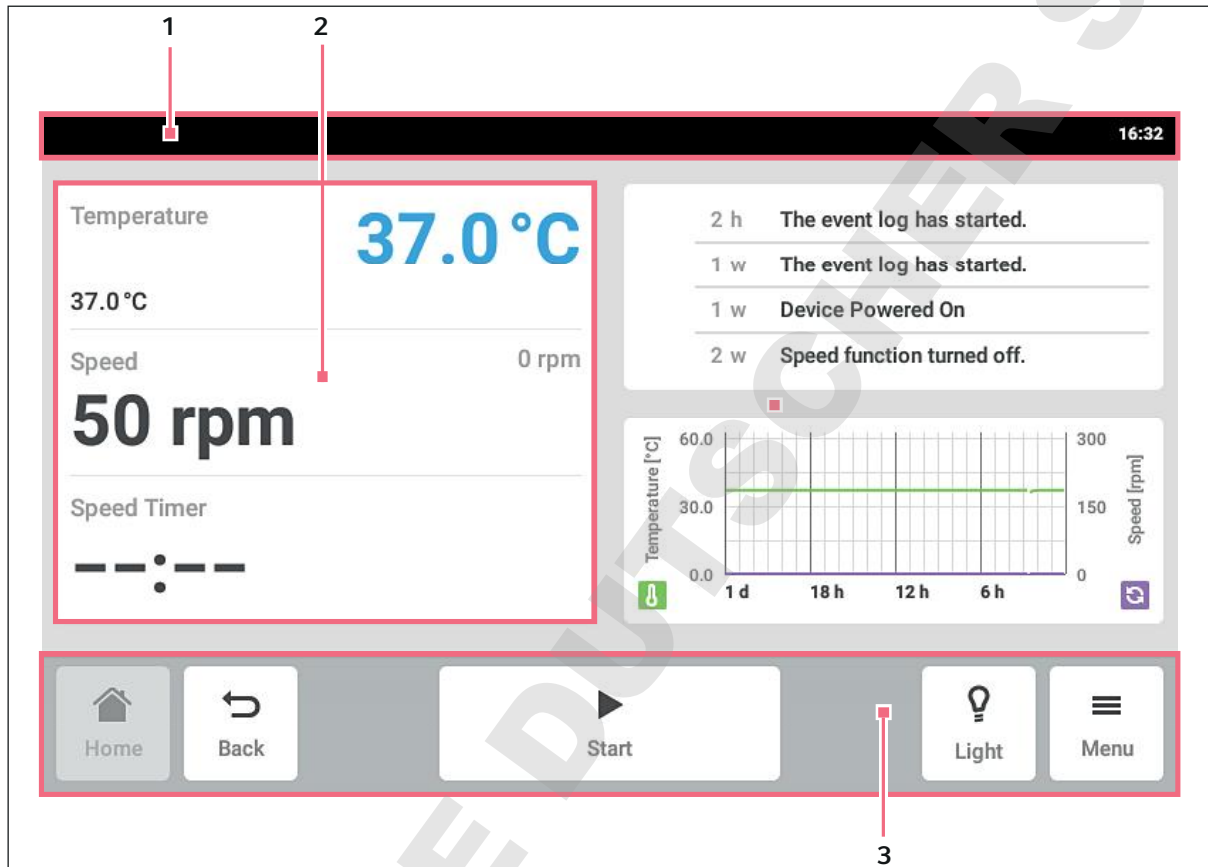 1 2
16:32
Temperature 37.0 °C
37.0 °C
Speed 0 rpm
50 rpm
Speed Timer
--:--
2 h The event log has started.
1 w The event log has started.
1 w Device Powered On
2 w Speed function turned off.
Temperature [°C]
60.0
30.0
0.0
300
150
0
Speed [rpm]
1 d 18 h 12 h 6 h
Home Back Start Light Menu
3
E DUTSCHER S